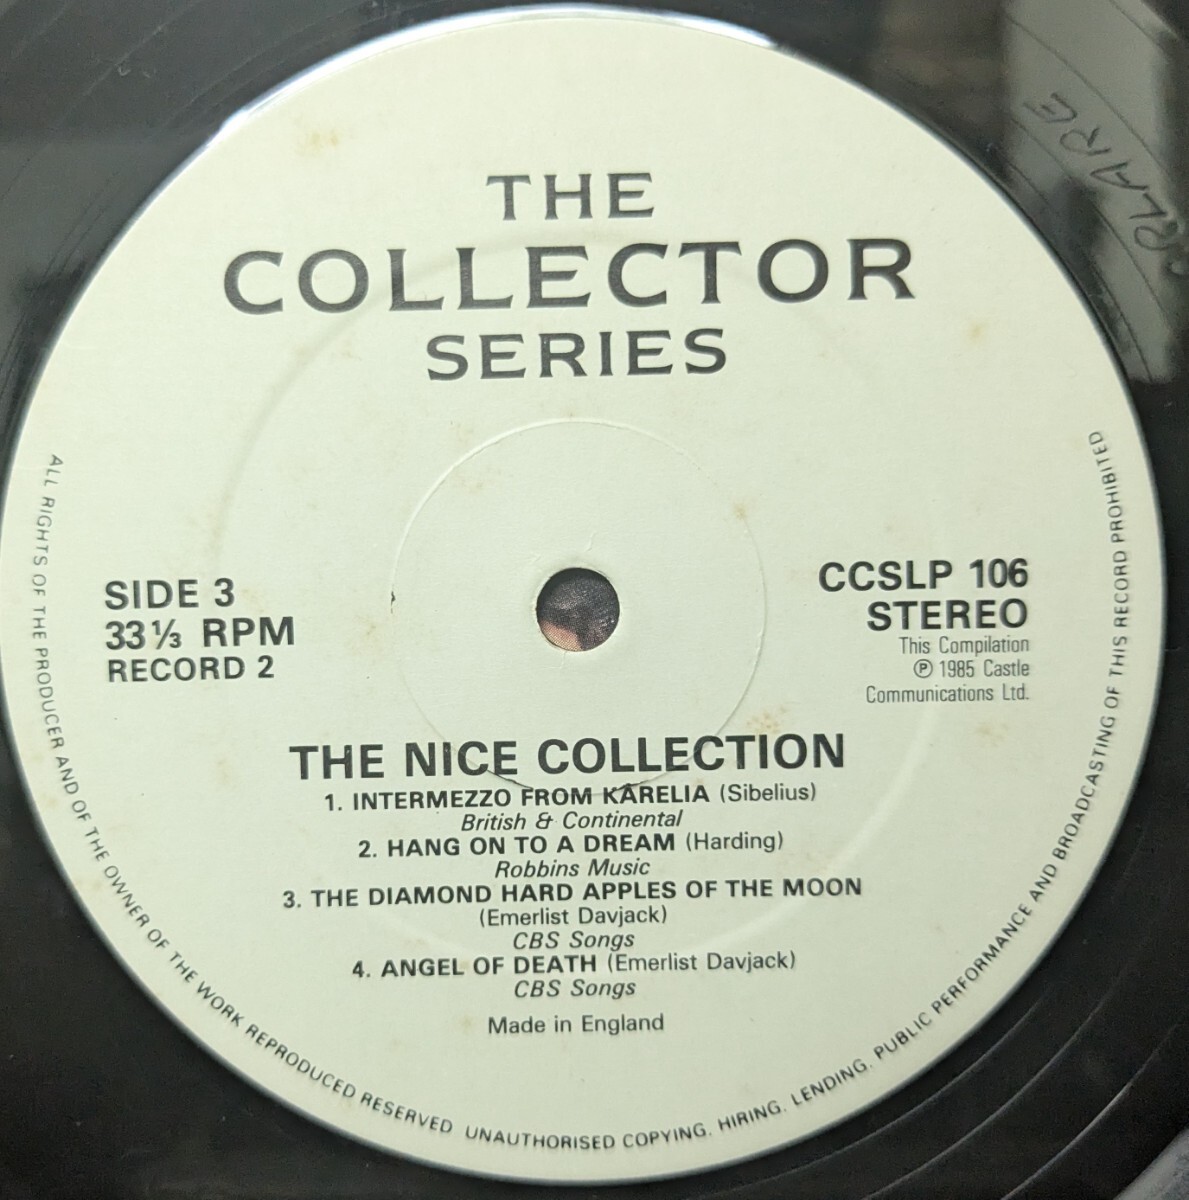 THE
COLLECTOR
SERIES
SIDE 3
33⅓ RPM
RECORD 2
CCSLP 106
STEREO
This Compilation
℗ 1985 Castle
Communications Ltd.
THE NICE COLLECTION
1. INTERMEZZO FROM KARELIA (Sibelius)
British & Continental
2. HANG ON TO A DREAM (Harding)
Robbins Music
3. THE DIAMOND HARD APPLES OF THE MOON
(Emerlist Davjack)
CBS Songs
4. ANGEL OF DEATH (Emerlist Davjack)
CBS Songs
Made in England
ALL RIGHTS OF THE PRODUCER AND OF THE OWNER OF THE WORK REPRODUCED RESERVED UNAUTHORISED COPYING. HIRING. LENDING. PUBLIC PERFORMANCE AND BROADCASTING OF THIS RECORD PROHIBITED